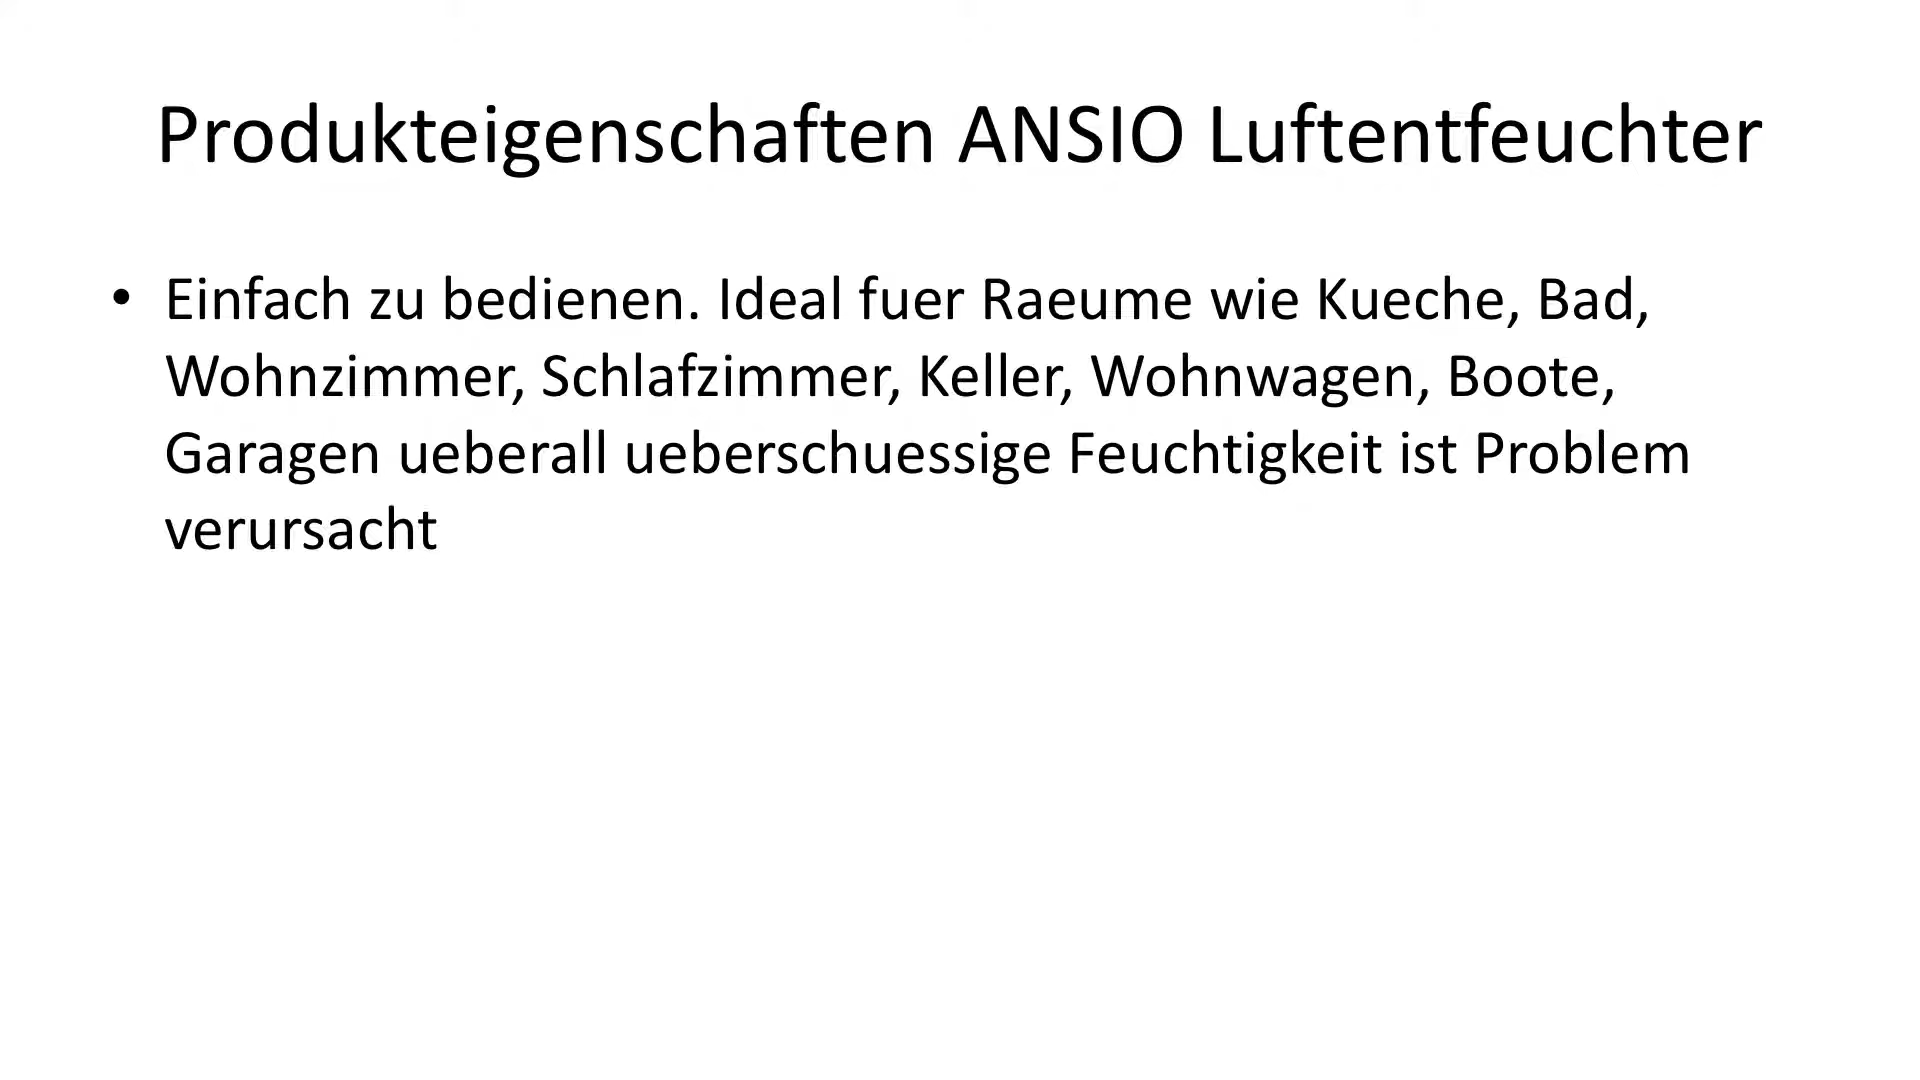 Produkteigenschaften ANSIO Luftentfeuchter
• Einfach zu bedienen. Ideal fuer Raeume wie Kueche, Bad,
Wohnzimmer, Schlafzimmer, Keller, Wohnwagen, Boote,
Garagen ueberall ueberschuessige Feuchtigkeit ist Problem
verursacht